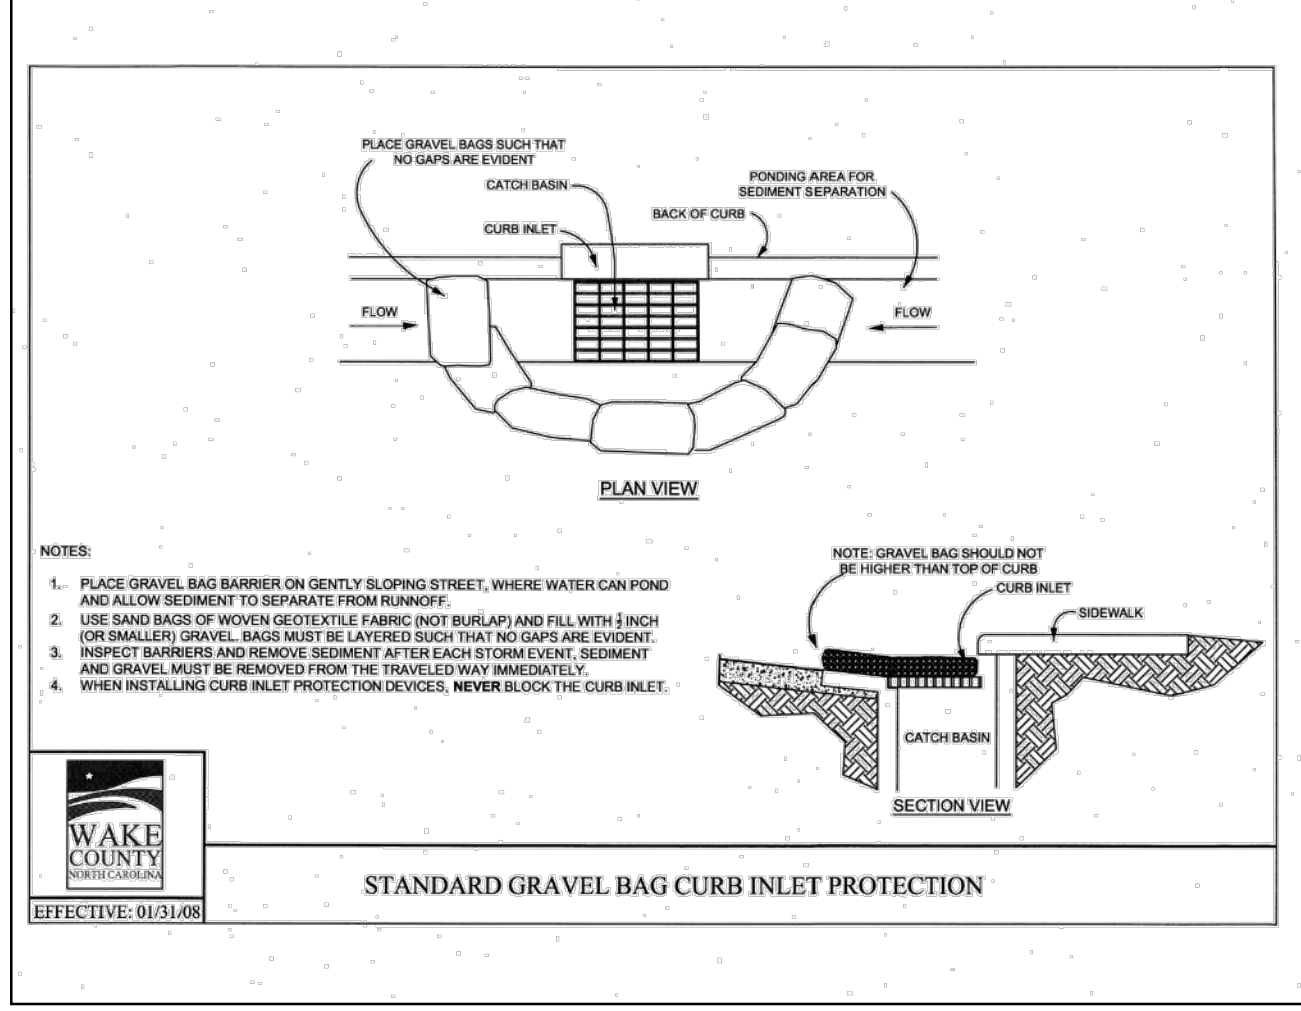 PLACE GRAVEL BAGS SUCH THAT
NO GAPS ARE EVIDENT
CATCH BASIN
CURB INLET
PONDING AREA FOR
SEDIMENT SEPARATION
BACK OF CURB
FLOW
FLOW
PLAN VIEW
NOTES:
1. PLACE GRAVEL BAG BARRIER ON GENTLY SLOPING STREET, WHERE WATER CAN POND
AND ALLOW SEDIMENT TO SEPARATE FROM RUNNOFF.
2. USE SAND BAGS OF WOVEN GEOTEXTILE FABRIC (NOT BURLAP) AND FILL WITH ½ INCH
(OR SMALLER) GRAVEL. BAGS MUST BE LAYERED SUCH THAT NO GAPS ARE EVIDENT.
3. INSPECT BARRIERS AND REMOVE SEDIMENT AFTER EACH STORM EVENT, SEDIMENT
AND GRAVEL MUST BE REMOVED FROM THE TRAVELED WAY IMMEDIATELY.
4. WHEN INSTALLING CURB INLET PROTECTION DEVICES, NEVER BLOCK THE CURB INLET.
NOTE: GRAVEL BAG SHOULD NOT
BE HIGHER THAN TOP OF CURB
CURB INLET
SIDEWALK
CATCH BASIN
SECTION VIEW
WAKE
COUNTY
NORTH CAROLINA
EFFECTIVE: 01/31/08
STANDARD GRAVEL BAG CURB INLET PROTECTION